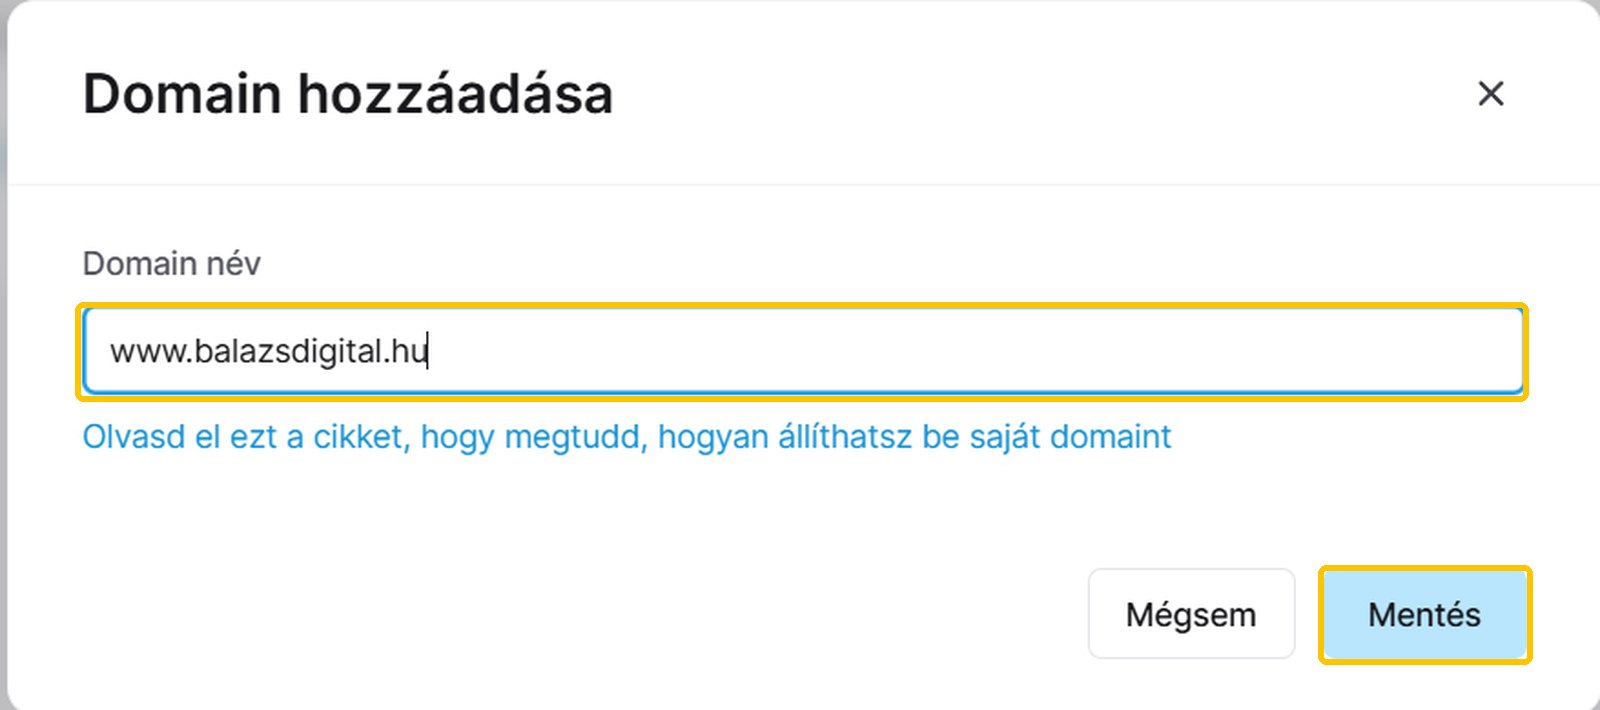 Domain hozzáadása
Domain név
www.balazsdigital.hu
Olvasd el ezt a cikket, hogy megtudd, hogyan állíthatsz be saját domaint
Mégsem
Mentés